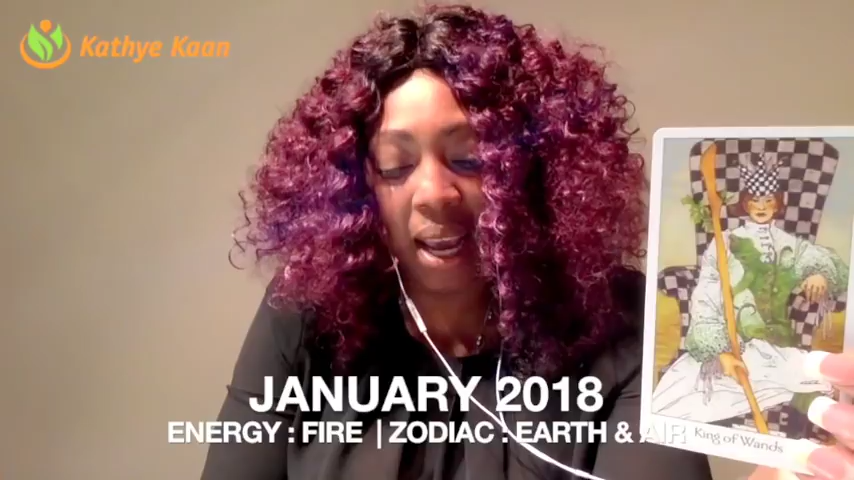 Kathye Kaan
JANUARY 2018
ENERGY : FIRE | ZODIAC : EARTH & AIR
King of Wands